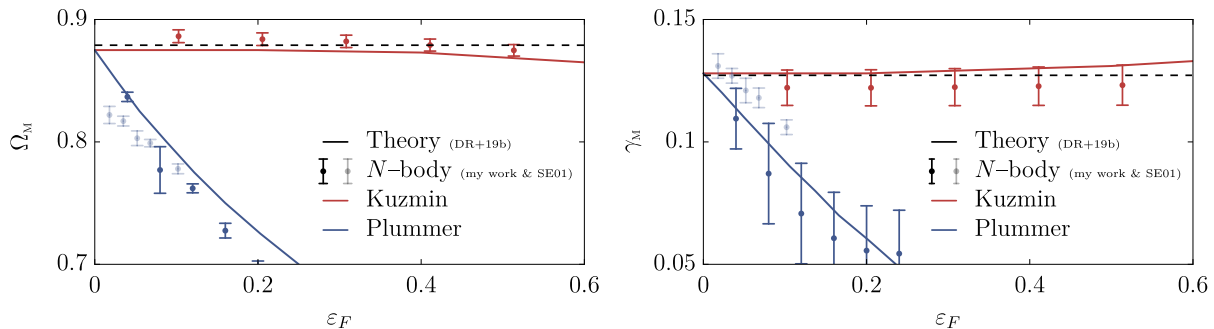 0.9
0.8
0.7
Ω_M
0
0.2
0.4
0.6
ε_F
Theory (DR+19b)
N–body (my work & SE01)
Kuzmin
Plummer
0.15
0.1
0.05
γ_M
0
0.2
0.4
0.6
ε_F
Theory (DR+19b)
N–body (my work & SE01)
Kuzmin
Plummer